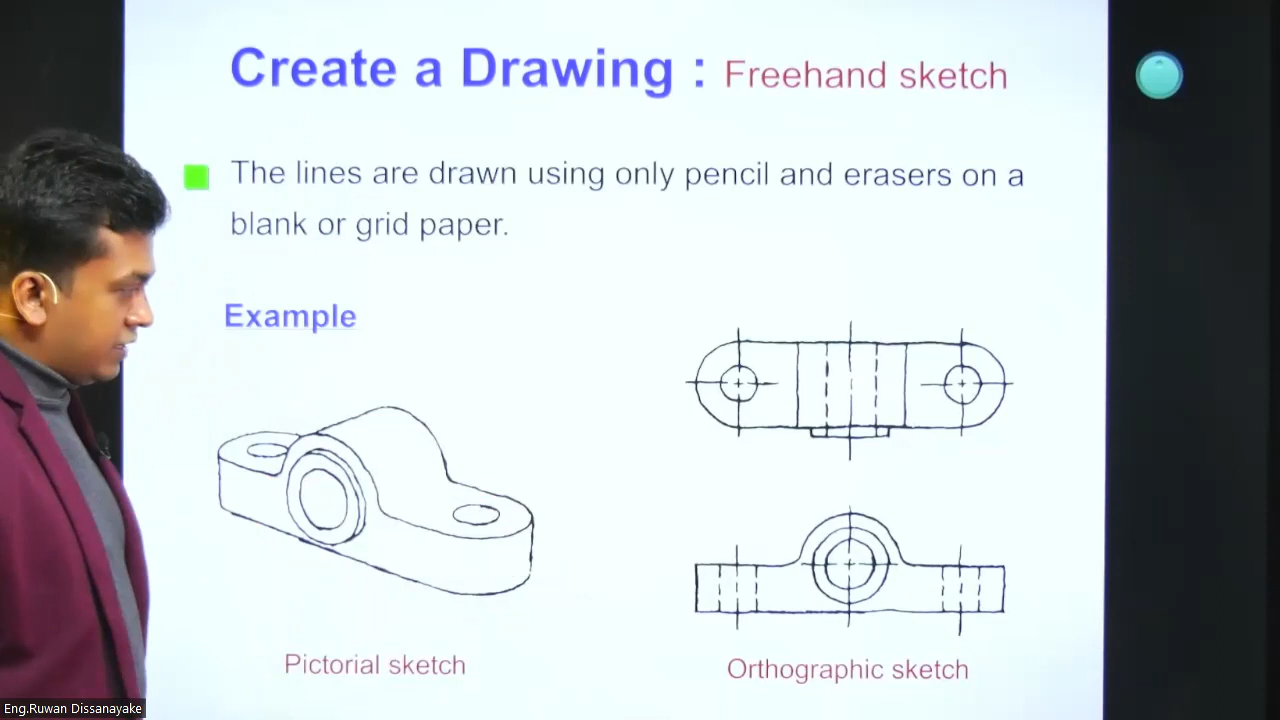 Create a Drawing : Freehand sketch
The lines are drawn using only pencil and erasers on a
blank or grid paper.
Example
Pictorial sketch
Orthographic sketch
Eng.Ruwan Dissanayake